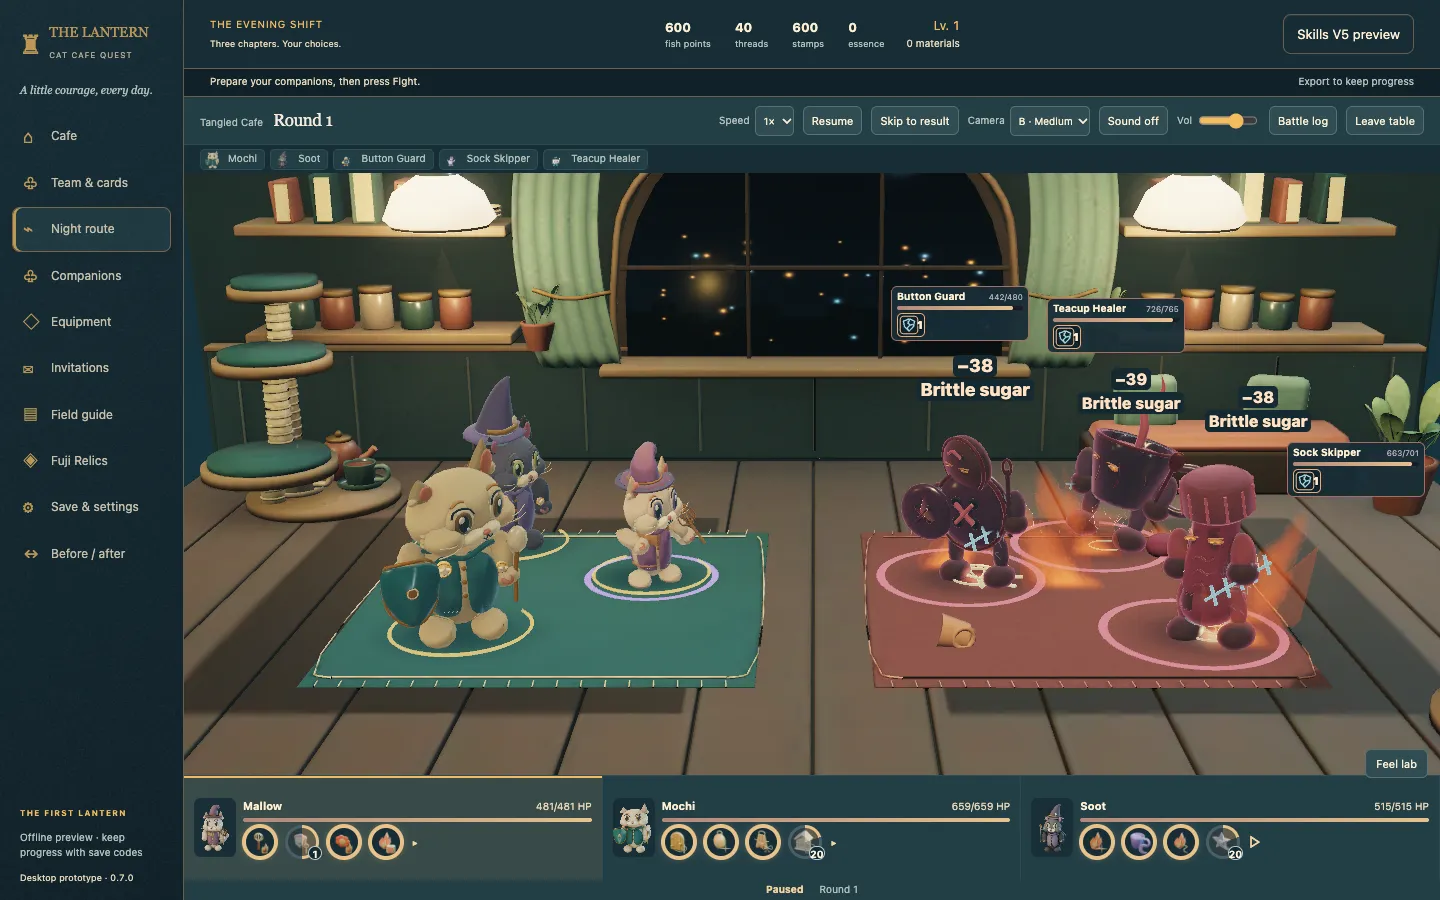 THE LANTERN
CAT CAFE QUEST
A little courage, every day.
Cafe
Team & cards
Night route
Companions
Equipment
Invitations
Field guide
Fuji Relics
Save & settings
Before / after
THE FIRST LANTERN
Offline preview · keep
progress with save codes
Desktop prototype · 0.7.0
THE EVENING SHIFT
Three chapters. Your choices.
600 fish points
40 threads
600 stamps
0 essence
Lv. 1
0 materials
Skills V5 preview
Prepare your companions, then press Fight.
Export to keep progress
Tangled Cafe Round 1
Speed 1x Resume Skip to result Camera B · Medium Sound off Vol Battle log Leave table
Mochi Soot Button Guard Sock Skipper Teacup Healer
Button Guard 442/480
1
Teacup Healer 726/765
1
−38
Brittle sugar
−39
Brittle sugar
−38
Brittle sugar
Sock Skipper 663/701
1
Feel lab
Mallow 481/481 HP
1
Mochi 659/659 HP
20
Soot 515/515 HP
20
Paused Round 1